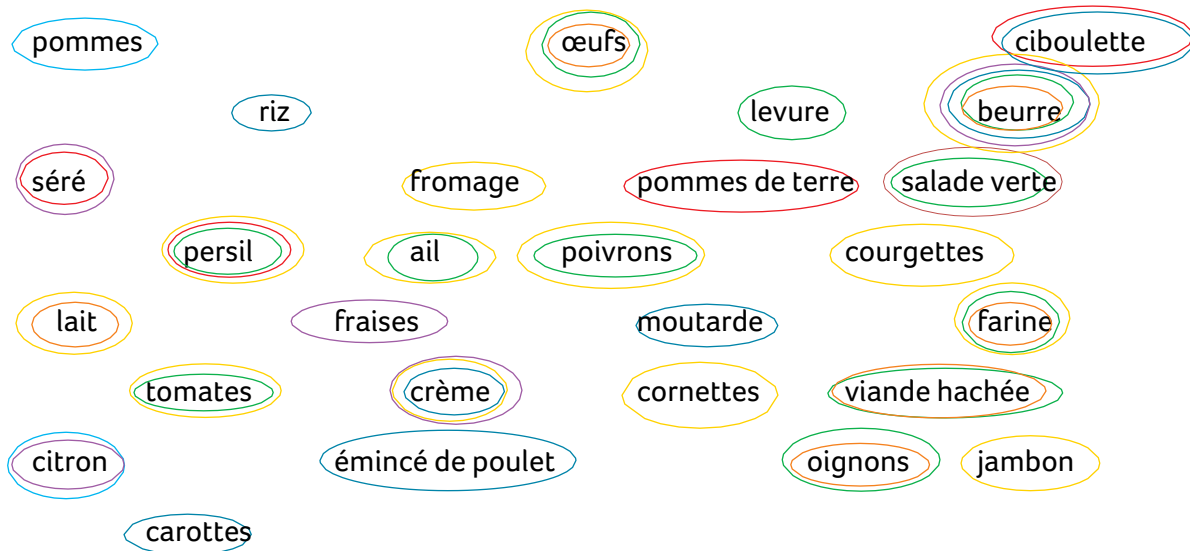 pommes œufs ciboulette
riz levure beurre
séré fromage pommes de terre salade verte
persil ail poivrons courgettes
lait fraises moutarde farine
tomates crème cornettes viande hachée
citron émincé de poulet oignons jambon
carottes